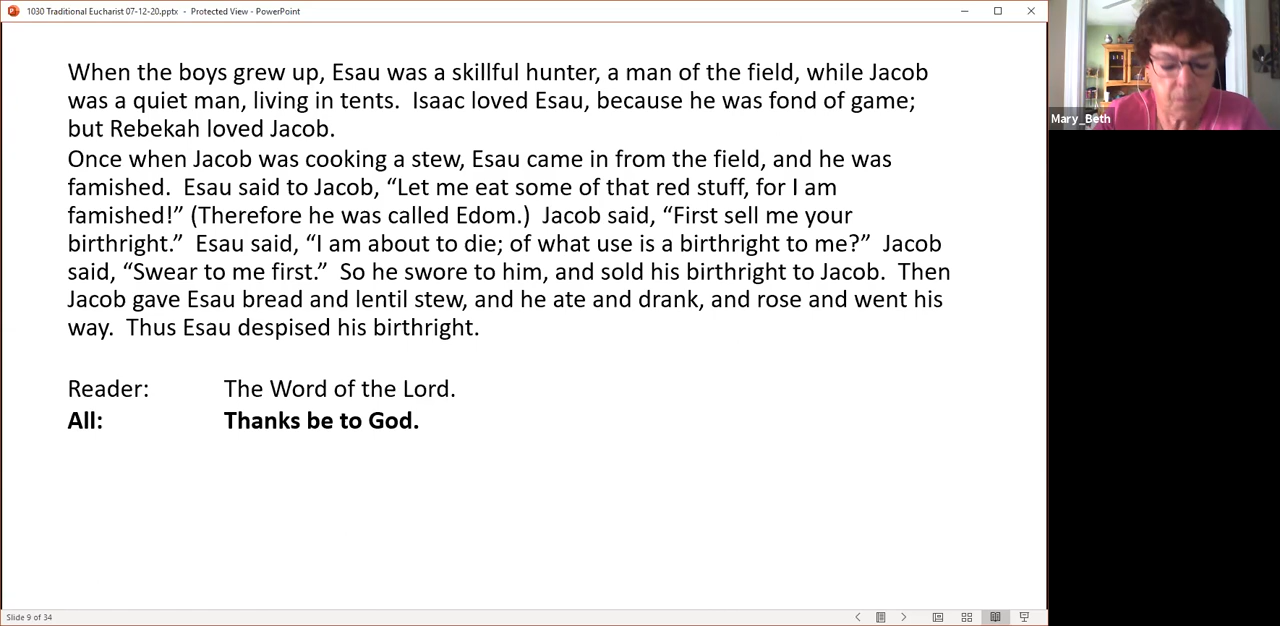 1030 Traditional Eucharist 07-12-20.pptx - Protected View - PowerPoint
When the boys grew up, Esau was a skillful hunter, a man of the field, while Jacob
was a quiet man, living in tents.  Isaac loved Esau, because he was fond of game;
but Rebekah loved Jacob.
Once when Jacob was cooking a stew, Esau came in from the field, and he was
famished.  Esau said to Jacob, “Let me eat some of that red stuff, for I am
famished!” (Therefore he was called Edom.)  Jacob said, “First sell me your
birthright.”  Esau said, “I am about to die; of what use is a birthright to me?”  Jacob
said, “Swear to me first.”  So he swore to him, and sold his birthright to Jacob.  Then
Jacob gave Esau bread and lentil stew, and he ate and drank, and rose and went his
way.  Thus Esau despised his birthright.
Reader: The Word of the Lord.
All: Thanks be to God.
Slide 9 of 34
Mary_Beth